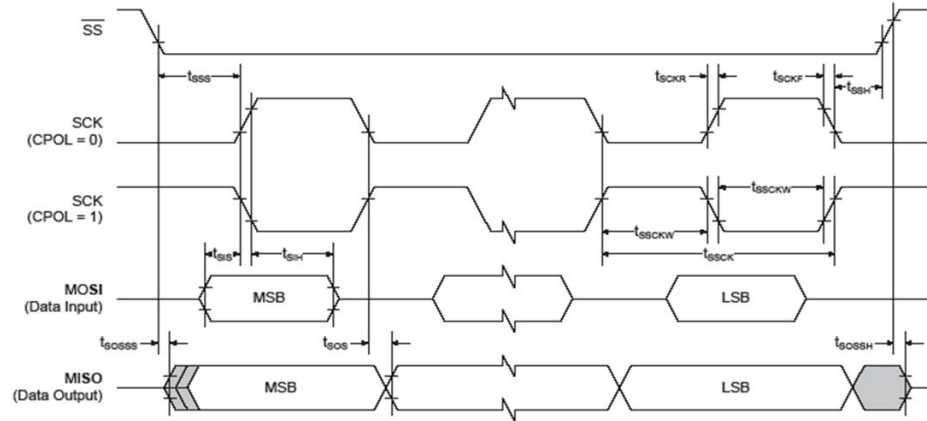 SS
tSSS
tSCKR
tSCKF
tSSH
SCK
(CPOL = 0)
SCK
(CPOL = 1)
tSSCKW
tSSCKW
tSSCK
tSIS
tSIH
MOSI
(Data Input)
MSB
LSB
tSOSSS
tSOS
tSOSSH
MISO
(Data Output)
MSB
LSB